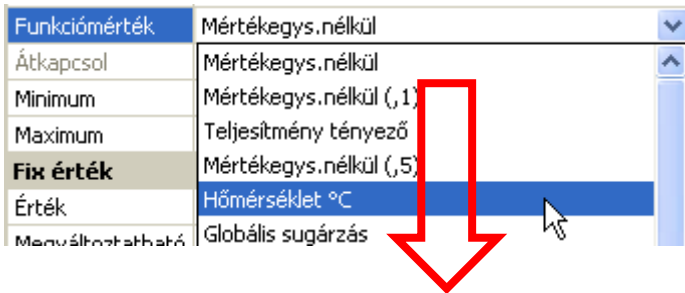 Funkciómérték Mértékegys.nélkül
Átkapcsol Mértékegys.nélkül
Minimum Mértékegys.nélkül (,1)
Maximum Teljesítmény tényező
Fix érték Mértékegys.nélkül (,5)
Érték Hőmérséklet °C
Megváltoztatható Globális sugárzás